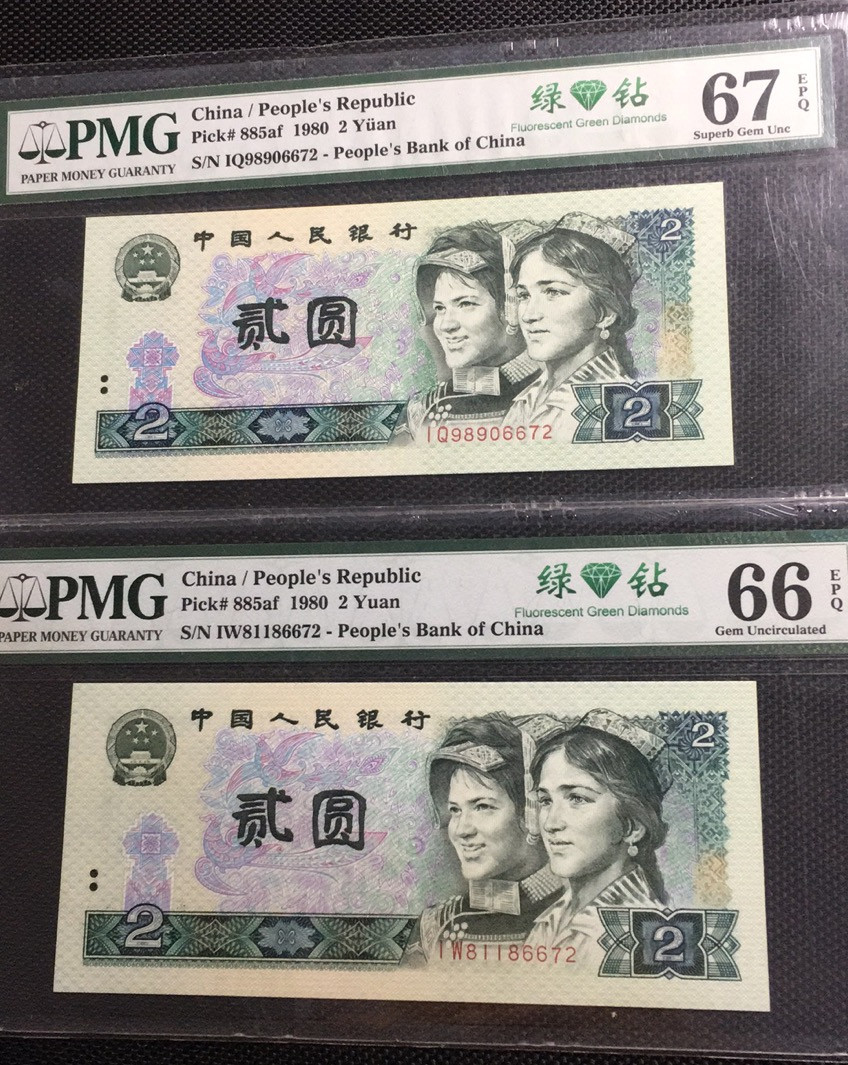 PMG
PAPER MONEY GUARANTY
China / People's Republic
Pick# 885af 1980 2 Yüan
S/N IQ98906672 - People's Bank of China
绿 钻
Fluorescent Green Diamonds
67
EPQ
Superb Gem Unc
中国人民银行
2
贰圆
2
2
IQ98906672
PMG
PAPER MONEY GUARANTY
China / People's Republic
Pick# 885af 1980 2 Yuan
S/N IW81186672 - People's Bank of China
绿 钻
Fluorescent Green Diamonds
66
EPQ
Gem Uncirculated
中国人民银行
2
贰圆
2
2
IW81186672